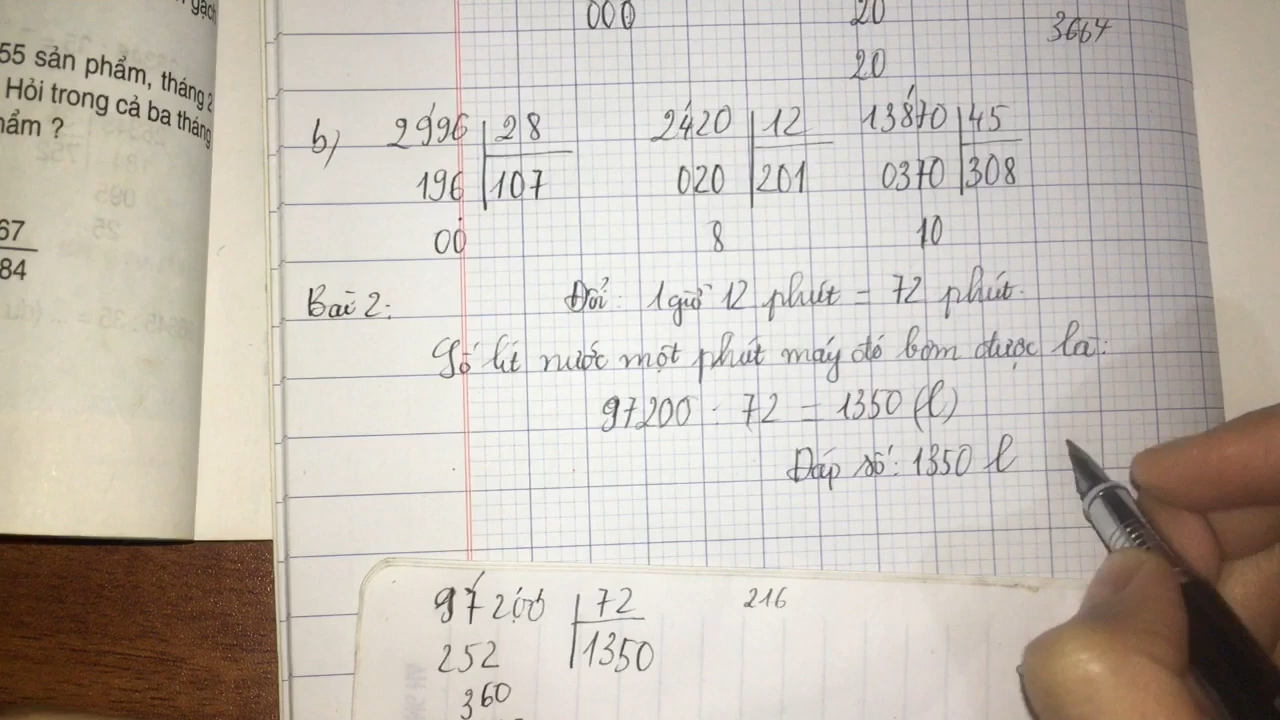 55 sản phẩm, tháng 2
Hỏi trong cả ba tháng
67
84
000
20
3664
20
b) 2996 28 2420 12 13870 45
196 107 020 201 0370 308
00 8 10
Bài 2: Đổi: 1 giờ 12 phút = 72 phút.
Số lít nước một phút máy đó bơm được là:
97200 : 72 = 1350 (l)
Đáp số: 1350 l
97200 72 216
252 1350
360